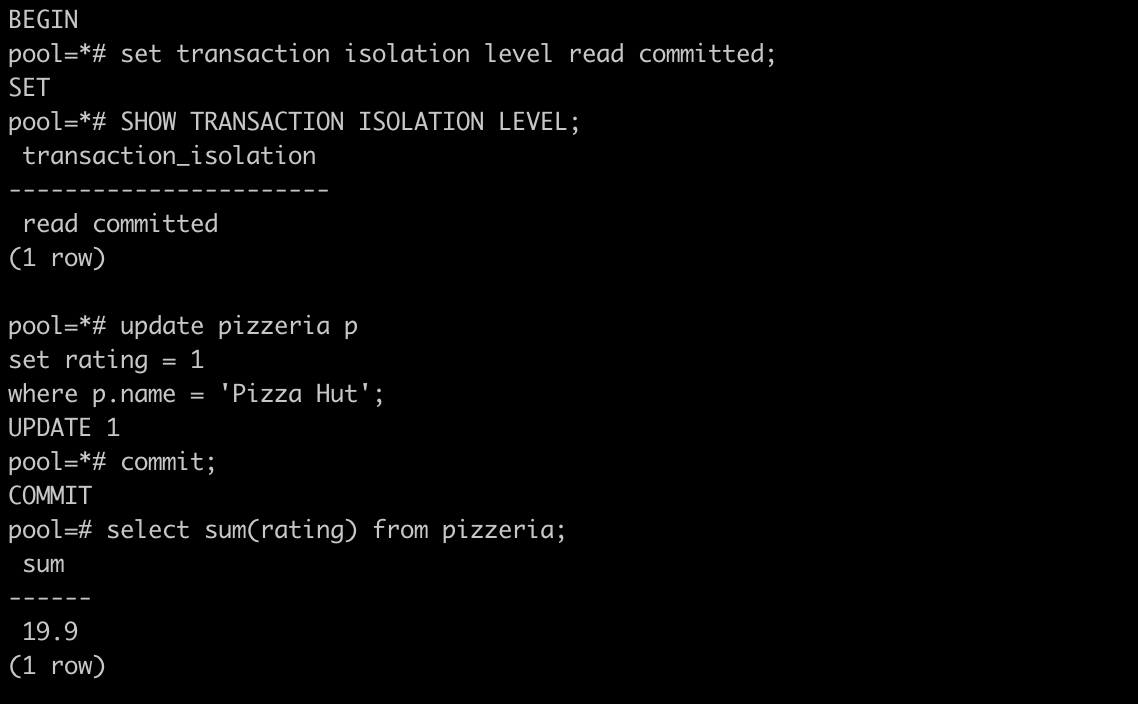 BEGIN
pool=*# set transaction isolation level read committed;
SET
pool=*# SHOW TRANSACTION ISOLATION LEVEL;
 transaction_isolation
-----------------------
 read committed
(1 row)

pool=*# update pizzeria p
set rating = 1
where p.name = 'Pizza Hut';
UPDATE 1
pool=*# commit;
COMMIT
pool=# select sum(rating) from pizzeria;
 sum
------
 19.9
(1 row)